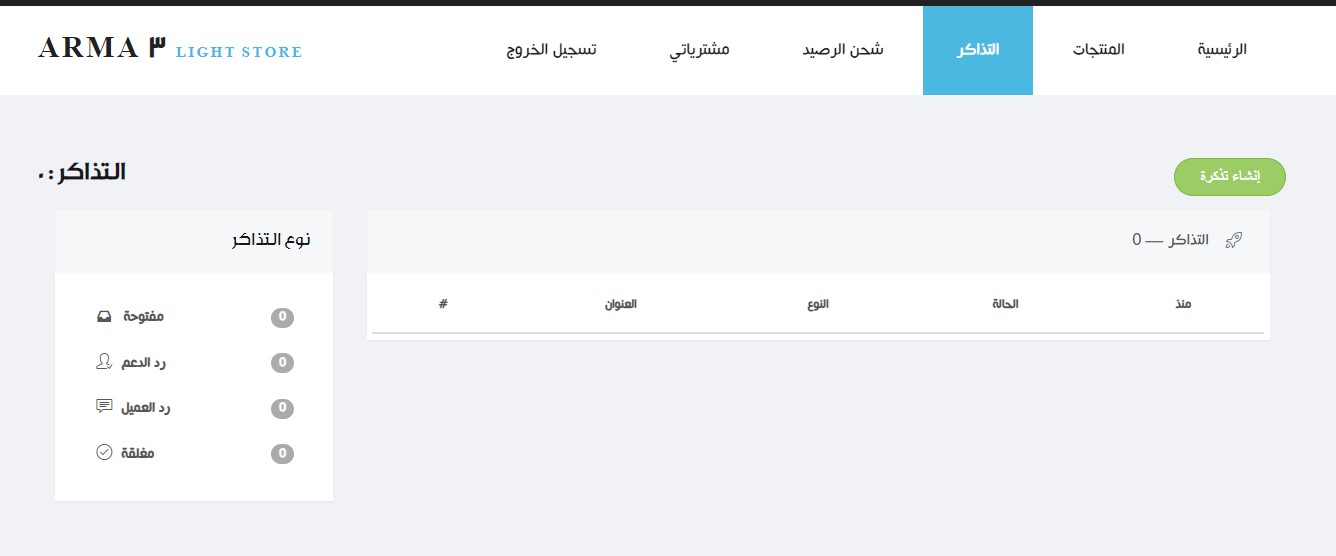 ARMA ٣ LIGHT STORE
الرئيسية
المنتجات
التذاكر
شحن الرصيد
مشترياتي
تسجيل الخروج
إنشاء تذكرة
التذاكر: ٠
التذاكر — 0
منذ الحالة النوع العنوان #
نوع التذاكر
مفتوحة 0
رد الدعم 0
رد العميل 0
مغلقة 0